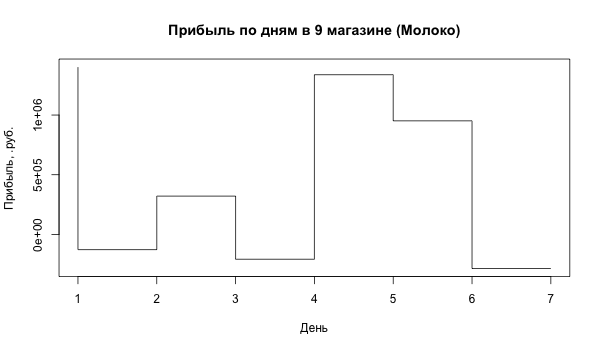 Прибыль по дням в 9 магазине (Молоко)
Прибыль, .руб.
1e+06
5e+05
0e+00
1 2 3 4 5 6 7
День